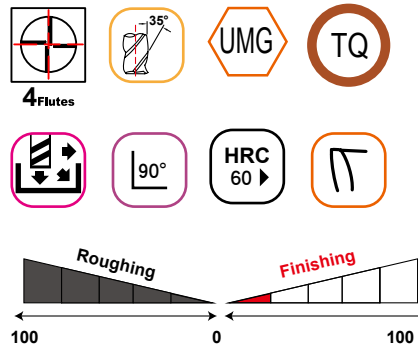 35°
UMG
TQ
4Flutes
90°
HRC
60
Roughing
Finishing
100
0
100